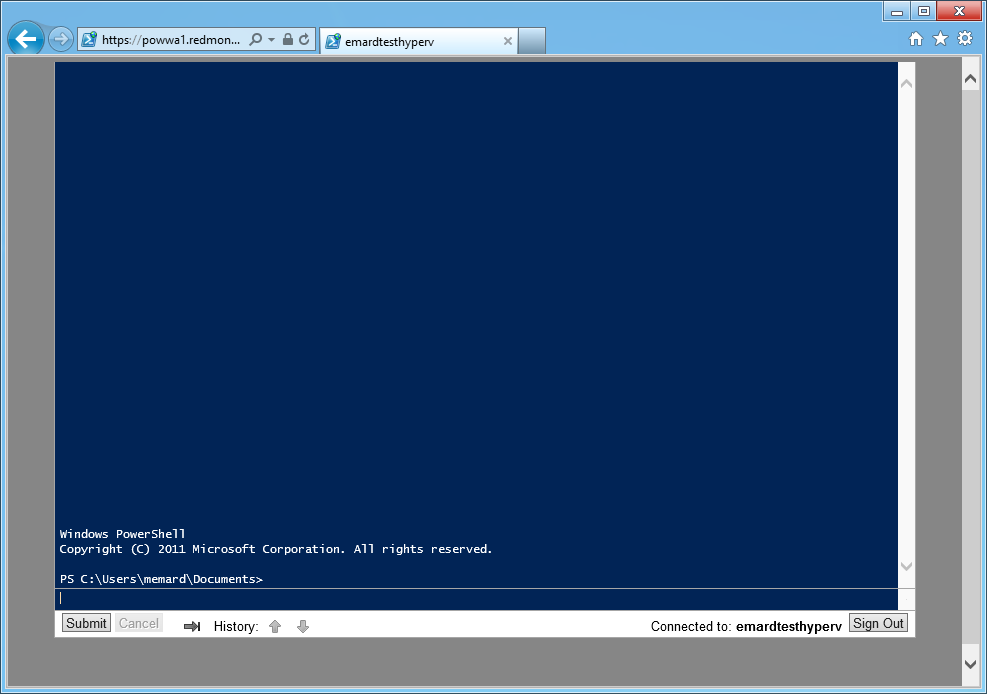 https://powwa1.redmon...
emardtesthyperv
Windows PowerShell
Copyright (C) 2011 Microsoft Corporation. All rights reserved.
PS C:\Users\memard\Documents>
Submit Cancel History: Connected to: emardtesthyperv Sign Out